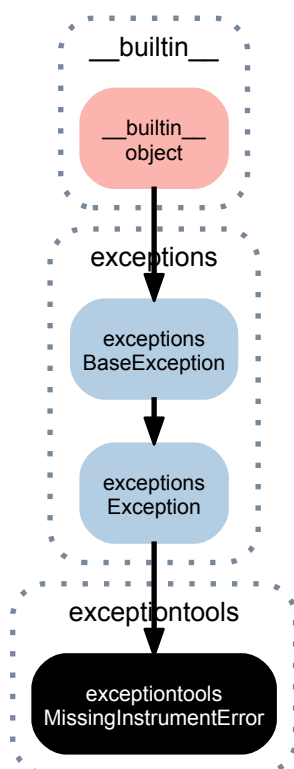 __builtin__
__builtin__
object
exceptions
exceptions
BaseException
exceptions
Exception
exceptiontools
exceptiontools
MissingInstrumentError